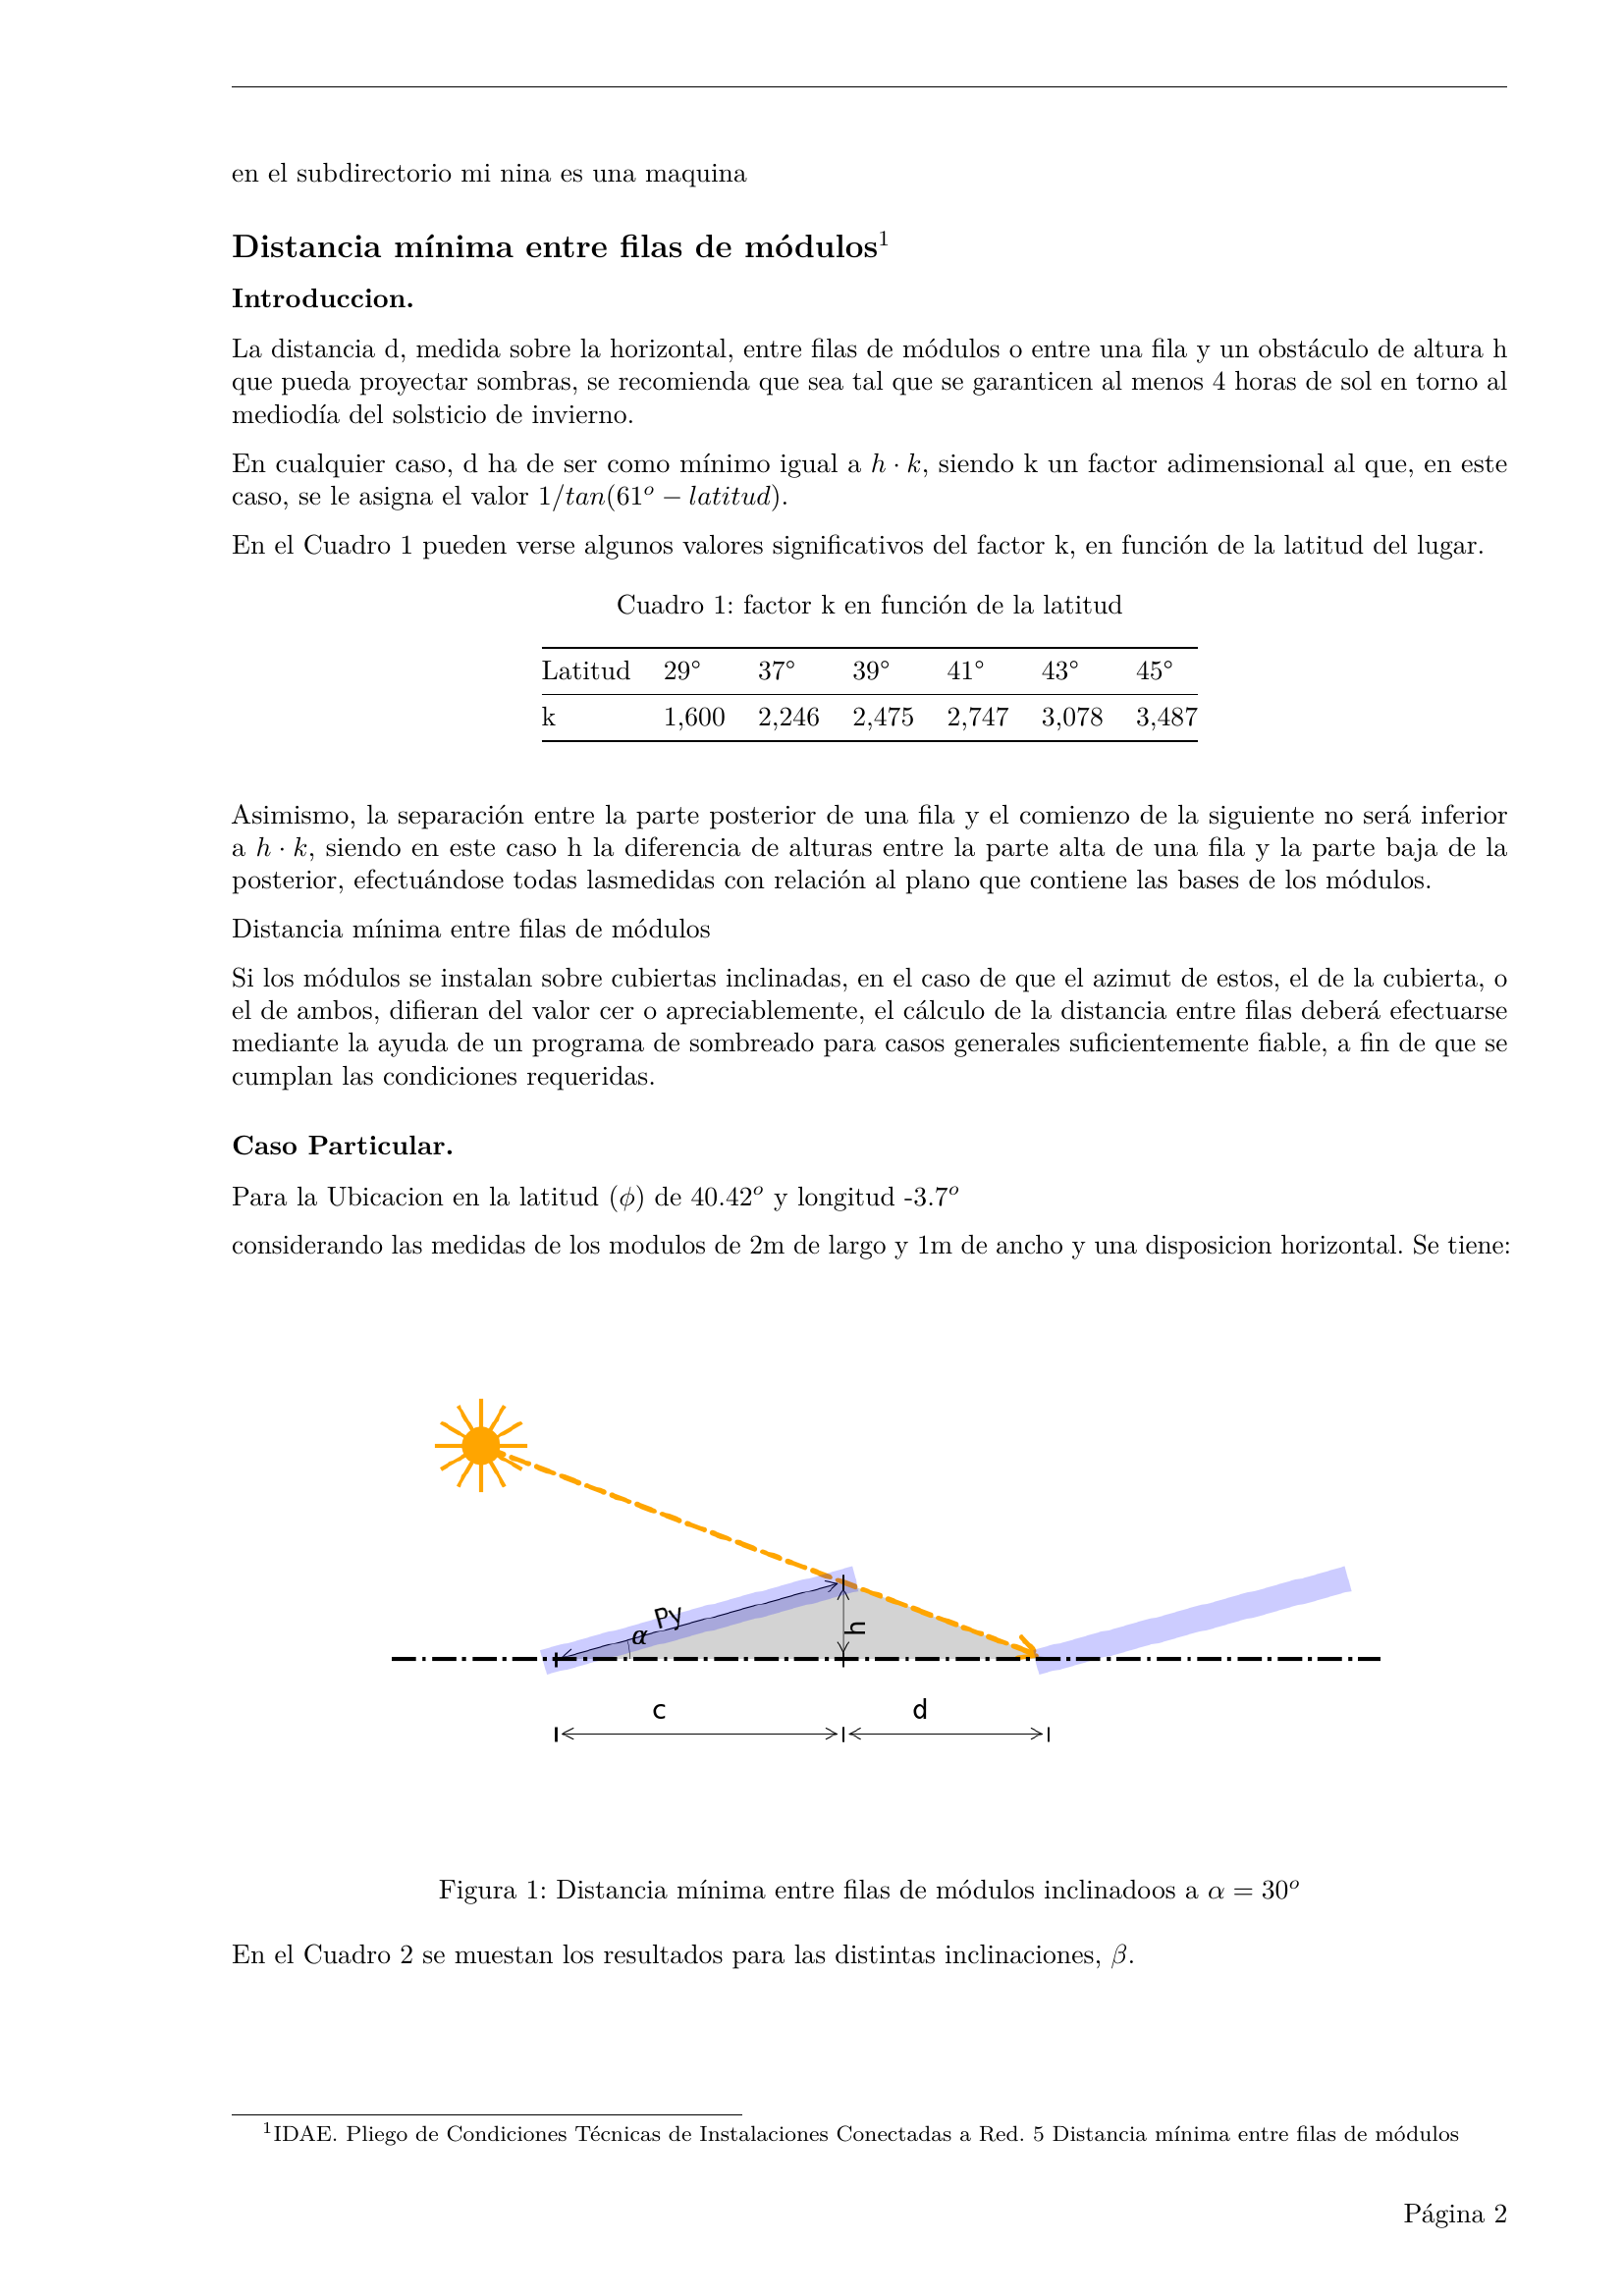 en el subdirectorio mi nina es una maquina
Distancia mínima entre filas de módulos¹
Introduccion.
La distancia d, medida sobre la horizontal, entre filas de módulos o entre una fila y un obstáculo de altura h
que pueda proyectar sombras, se recomienda que sea tal que se garanticen al menos 4 horas de sol en torno al
mediodía del solsticio de invierno.
En cualquier caso, d ha de ser como mínimo igual a h · k, siendo k un factor adimensional al que, en este
caso, se le asigna el valor 1/tan(61º − latitud).
En el Cuadro 1 pueden verse algunos valores significativos del factor k, en función de la latitud del lugar.
Cuadro 1: factor k en función de la latitud
Latitud 29° 37° 39° 41° 43° 45°
k 1,600 2,246 2,475 2,747 3,078 3,487
Asimismo, la separación entre la parte posterior de una fila y el comienzo de la siguiente no será inferior
a h · k, siendo en este caso h la diferencia de alturas entre la parte alta de una fila y la parte baja de la
posterior, efectuándose todas lasmedidas con relación al plano que contiene las bases de los módulos.
Distancia mínima entre filas de módulos
Si los módulos se instalan sobre cubiertas inclinadas, en el caso de que el azimut de estos, el de la cubierta, o
el de ambos, difieran del valor cer o apreciablemente, el cálculo de la distancia entre filas deberá efectuarse
mediante la ayuda de un programa de sombreado para casos generales suficientemente fiable, a fin de que se
cumplan las condiciones requeridas.
Caso Particular.
Para la Ubicacion en la latitud (ϕ) de 40.42º y longitud -3.7º
considerando las medidas de los modulos de 2m de largo y 1m de ancho y una disposicion horizontal. Se tiene:
Py
α
h
c
d
Figura 1: Distancia mínima entre filas de módulos inclinadoos a α = 30º
En el Cuadro 2 se muestan los resultados para las distintas inclinaciones, β.
¹IDAE. Pliego de Condiciones Técnicas de Instalaciones Conectadas a Red. 5 Distancia mínima entre filas de módulos
Página 2